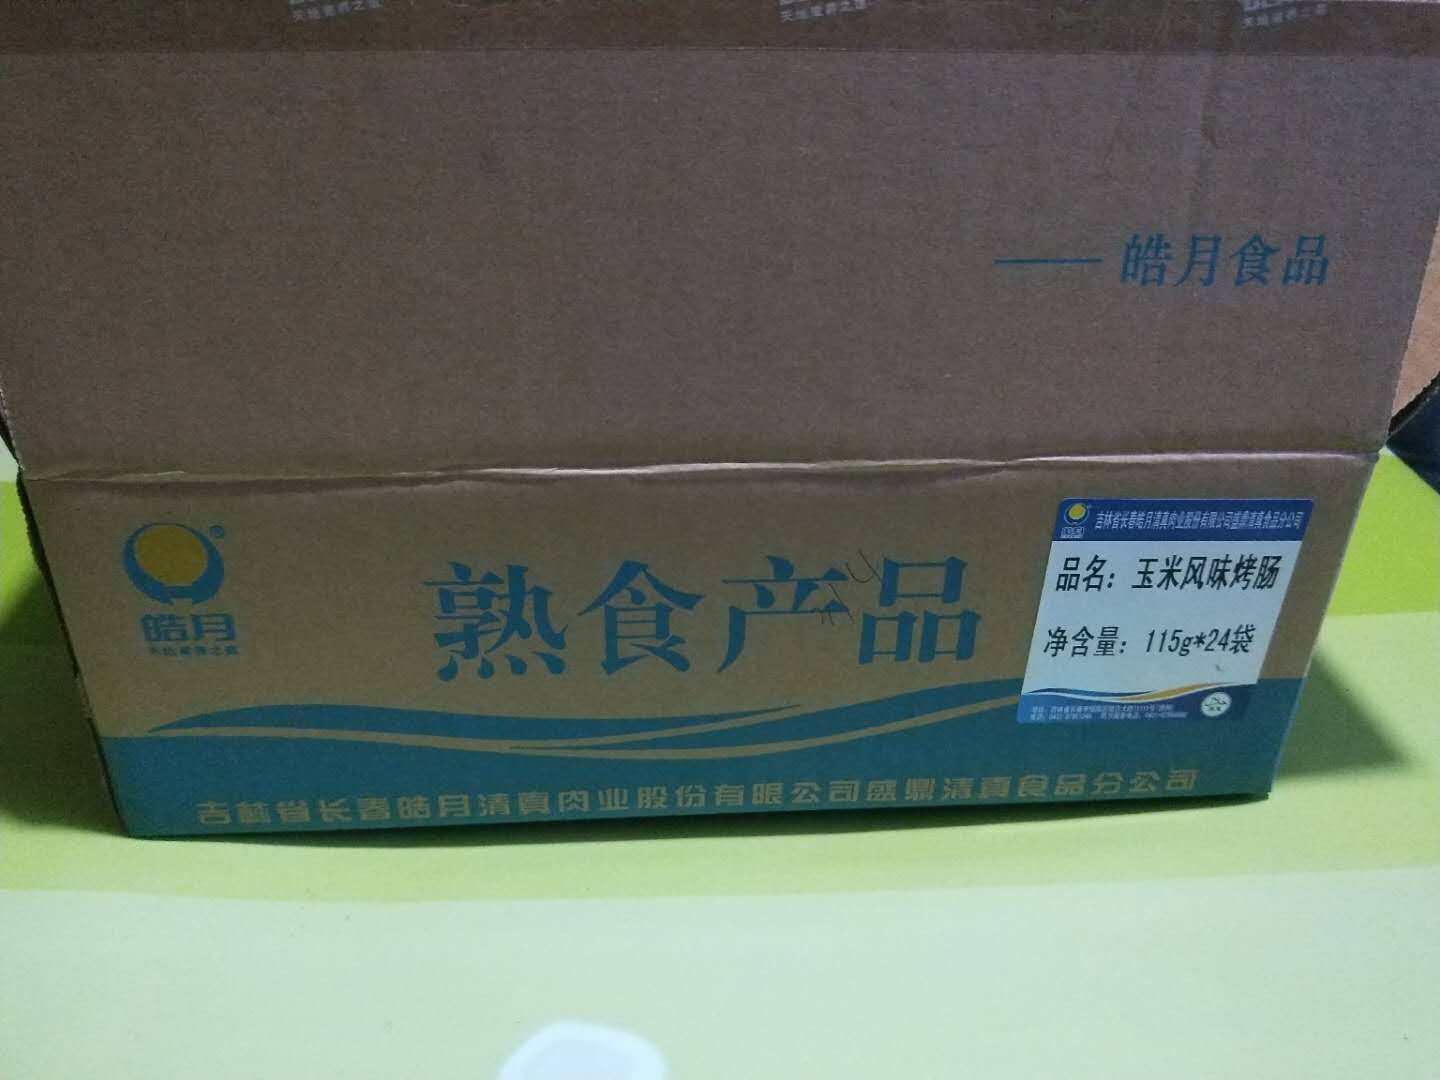 —— 皓月食品
皓月
熟食产品
吉林省长春皓月清真肉业股份有限公司盛鼎清真食品分公司
品名：玉米风味烤肠
净含量：115g*24袋
吉林省长春皓月清真肉业股份有限公司盛鼎清真食品分公司